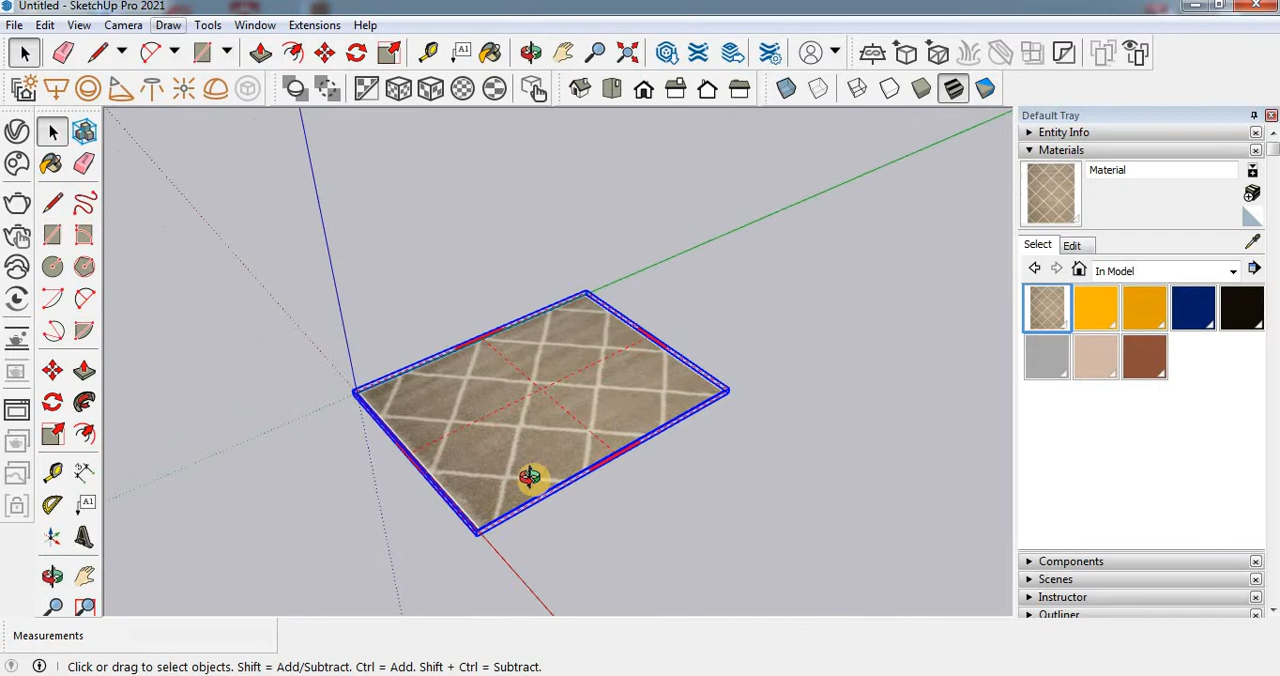 Untitled - SketchUp Pro 2021
File Edit Camera Draw Tools Window Extensions Help
A1
Default Tray
Entity Info
Materials
Material
Select Edit
In Model
A1
A
Components
Scenes
Instructor
Outliner
Measurements
Click or drag to select objects. Shift = Add/Subtract. Ctrl = Add. Shift + Ctrl = Subtract.